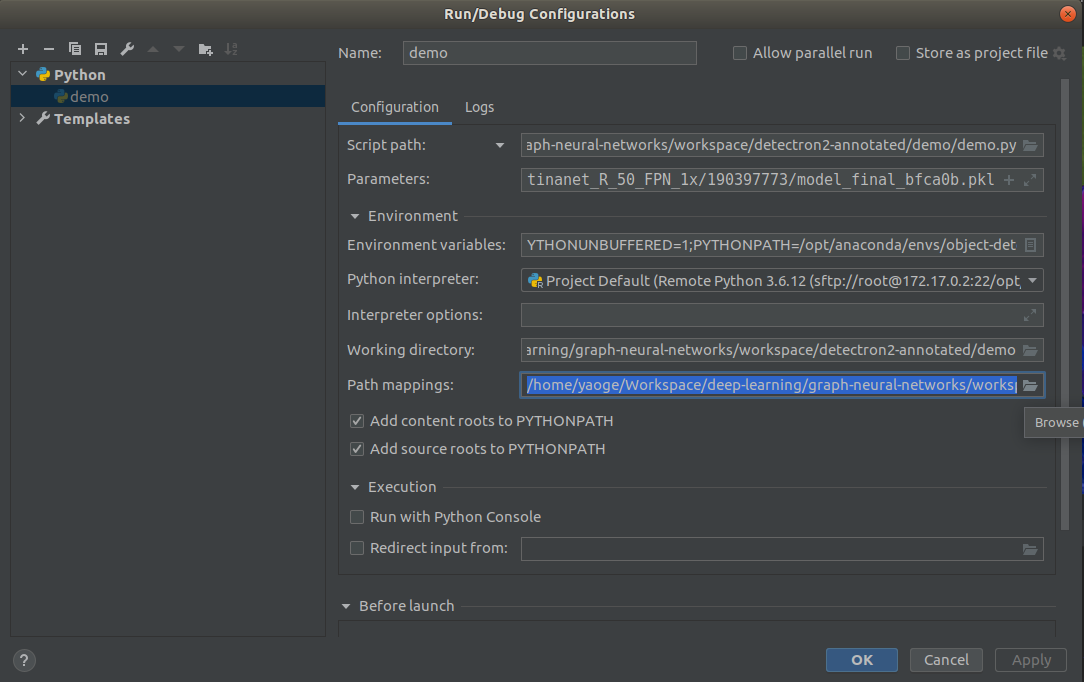 Run/Debug Configurations
Name: demo Allow parallel run Store as project file
Python
demo
Templates
Configuration Logs
Script path: aph-neural-networks/workspace/detectron2-annotated/demo/demo.py
Parameters: tinanet_R_50_FPN_1x/190397773/model_final_bfca0b.pkl
Environment
Environment variables: YTHONUNBUFFERED=1;PYTHONPATH=/opt/anaconda/envs/object-det
Python interpreter: Project Default (Remote Python 3.6.12 (sftp://root@172.17.0.2:22/opt
Interpreter options:
Working directory: arning/graph-neural-networks/workspace/detectron2-annotated/demo
Path mappings: /home/yaoge/Workspace/deep-learning/graph-neural-networks/worksp
Add content roots to PYTHONPATH
Browse
Add source roots to PYTHONPATH
Execution
Run with Python Console
Redirect input from:
Before launch
? OK Cancel Apply